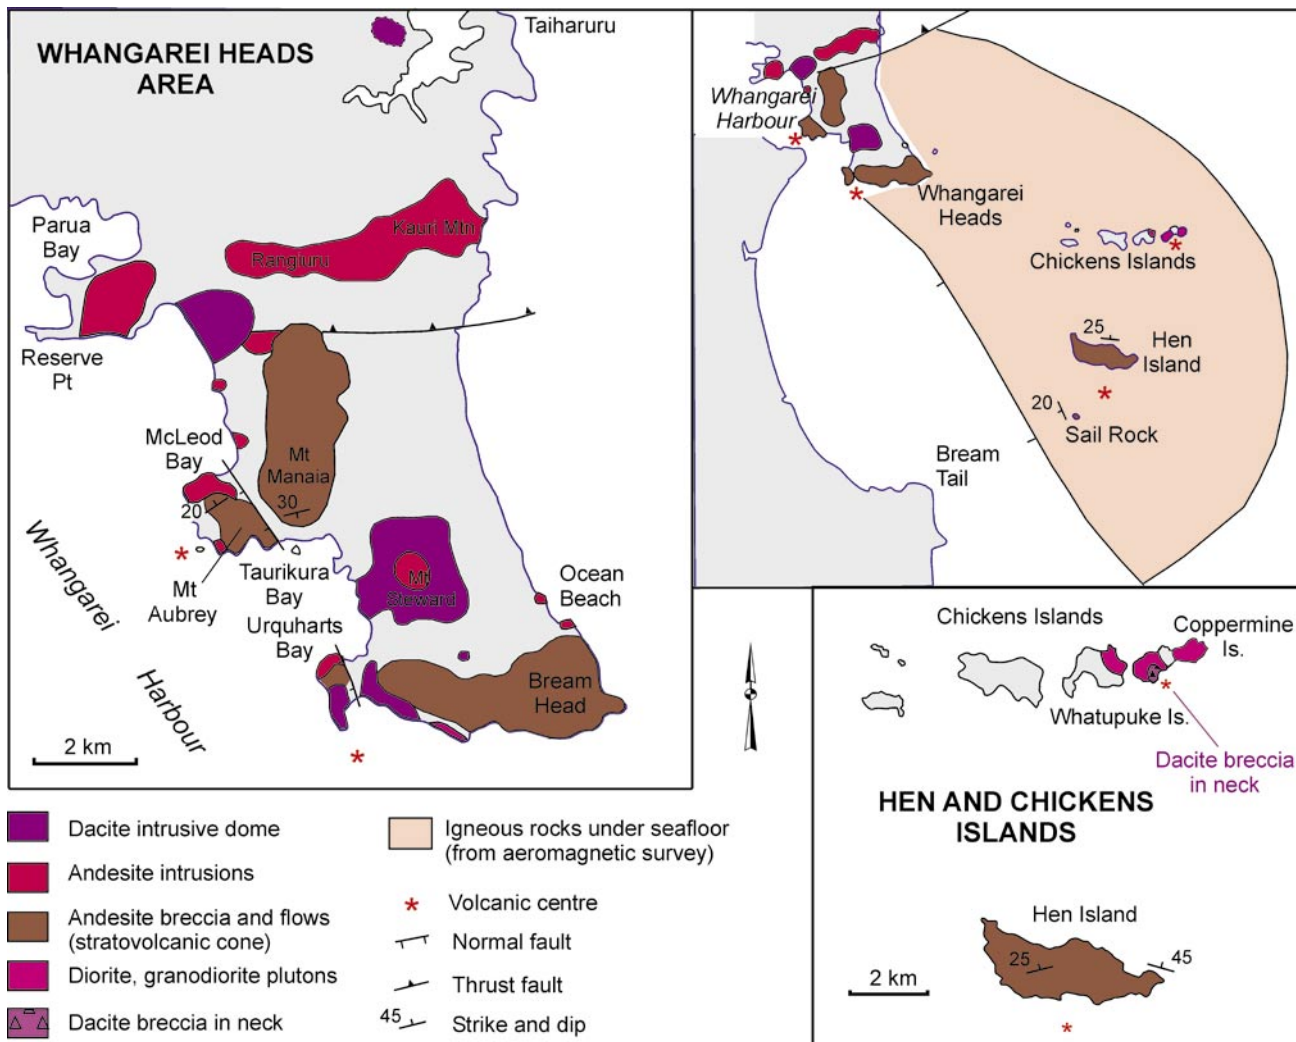 WHANGAREI HEADS
AREA
Taiharuru
Parua
Bay
Kauri Mtn
Rangiuru
Reserve
Pt
McLeod
Bay
Mt
Manaia
20
30
Whangarei
Harbour
Mt
Aubrey
Taurikura
Bay
Urquharts
Bay
Mt
Stoward
Ocean
Beach
Bream
Head
2 km
Whangarei
Harbour
Whangarei
Heads
Chickens Islands
25
Hen
Island
20
Sail Rock
Bream
Tail
Chickens Islands
Coppermine
Is.
Whatupuke Is.
Dacite breccia
in neck
HEN AND CHICKENS
ISLANDS
Hen Island
25
45
2 km
Dacite intrusive dome
Andesite intrusions
Andesite breccia and flows
(stratovolcanic cone)
Diorite, granodiorite plutons
Dacite breccia in neck
Igneous rocks under seafloor
(from aeromagnetic survey)
Volcanic centre
Normal fault
Thrust fault
45
Strike and dip